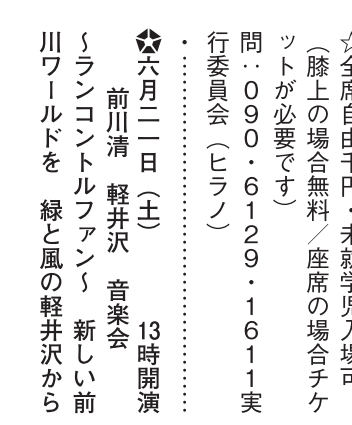 ☆全席自由千円・未就学児入場可
(膝上の場合無料／座席の場合チケ
ットが必要です)
問：０９０・６１２９・１６１１実
行委員会（ヒラノ）
・………………………………
✪六月二一日（土）　　13時開演
前川清　軽井沢　音楽会
～ランコントルファン～　新しい前
川ワールドを　緑と風の軽井沢から